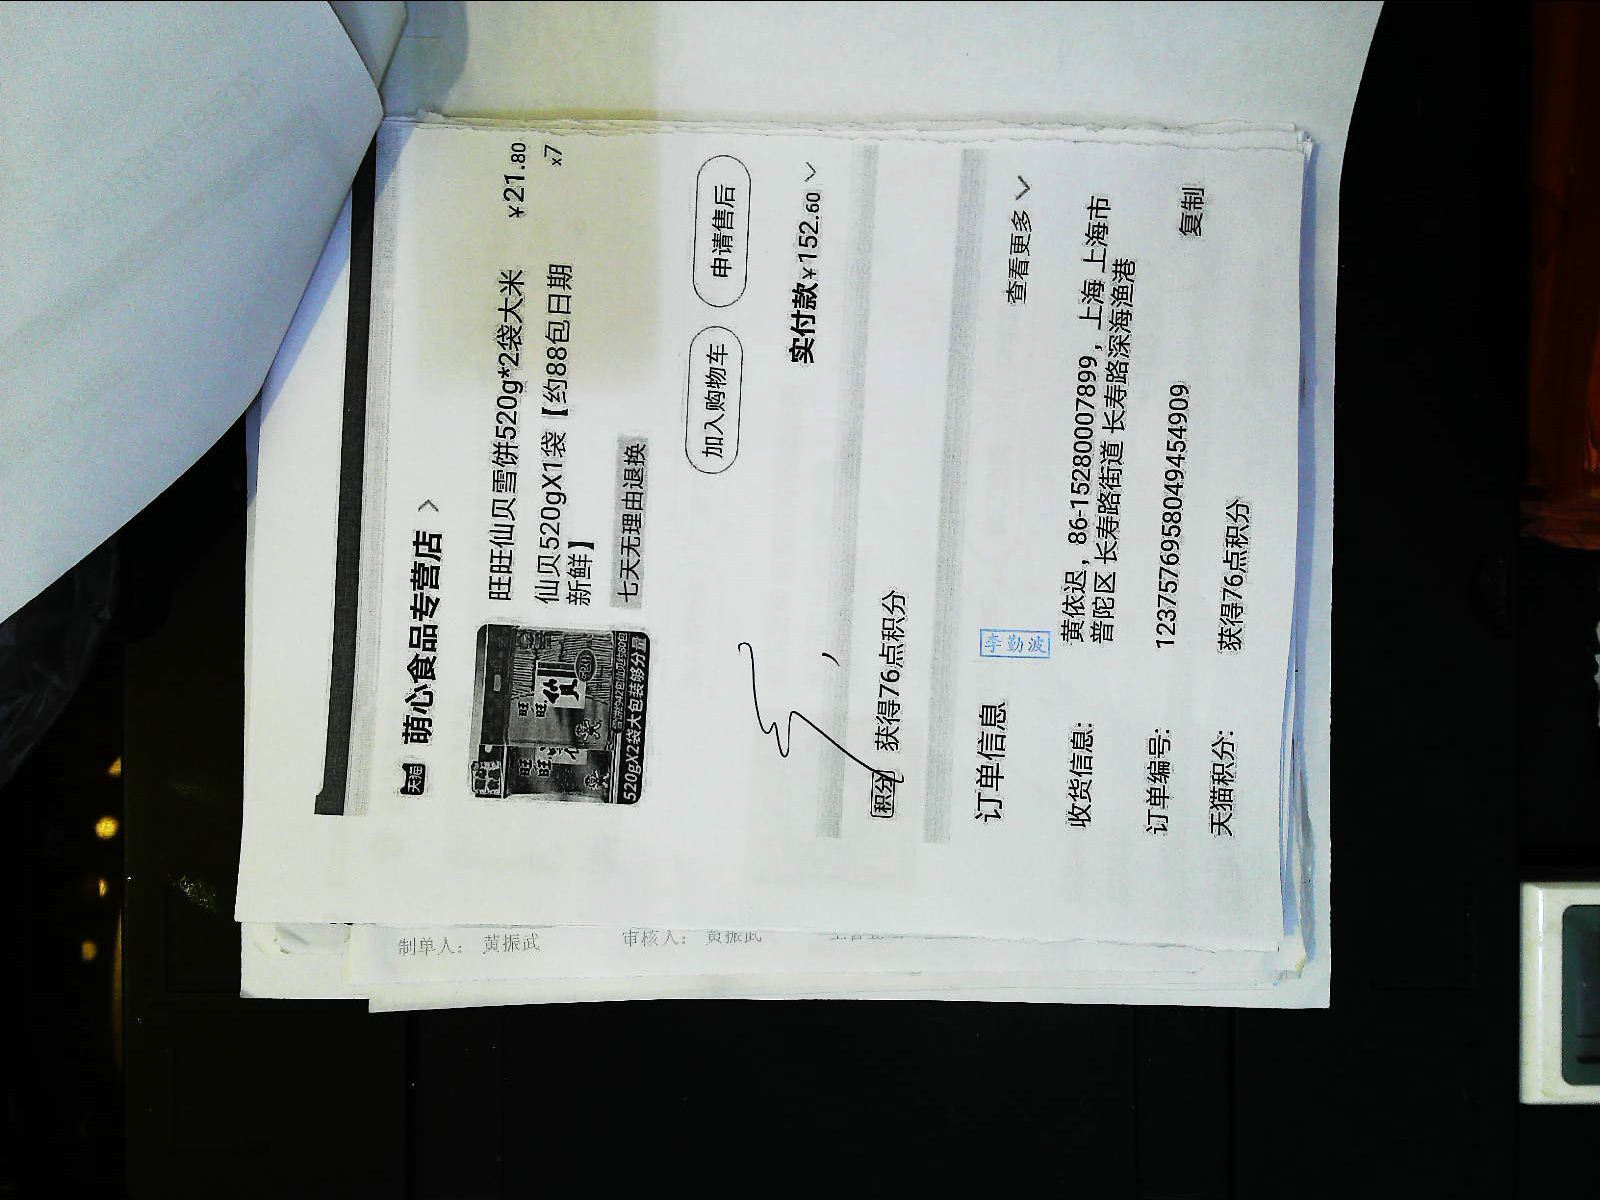 天猫 萌心食品专营店 >
旺旺仙贝雪饼520g*2袋大米 ¥21.80
仙贝520gX1袋【约88包日期 x7
新鲜】
七天无理由退换
旺旺
旺旺
520gX2袋大包装够分量
加入购物车 申请售后
实付款¥152.60
积分 获得76点积分
订单信息 查看更多
李勤波
收货信息: 黄依迟，86-15280007899，上海 上海市
普陀区 长寿路街道 长寿路深海渔港
订单编号: 1237576958049454909 复制
天猫积分: 获得76点积分
制单人： 黄振武 审核人： 黄振武